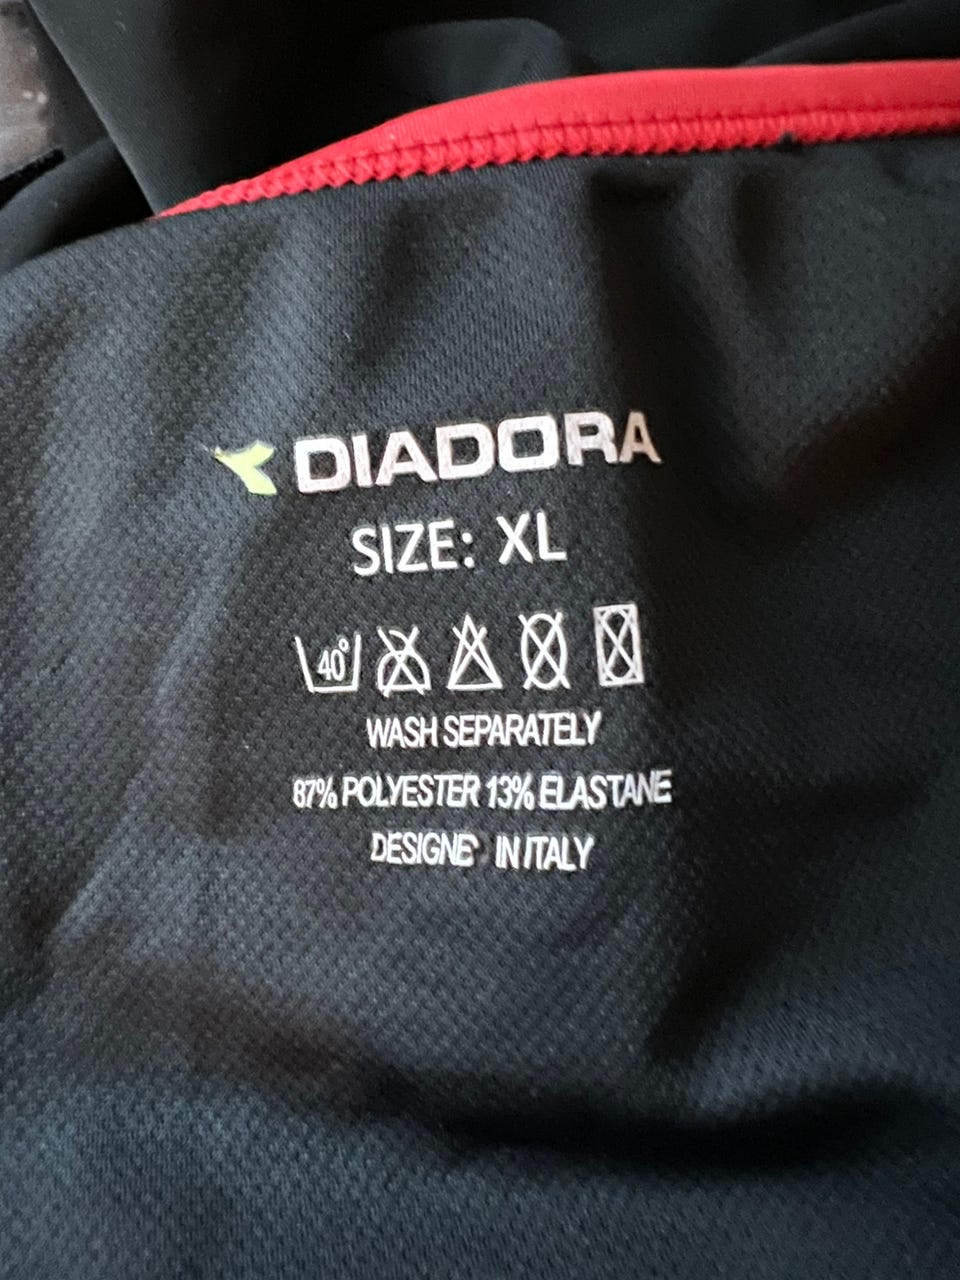 DIADORA
SIZE: XL
40°
WASH SEPARATELY
87% POLYESTER 13% ELASTANE
DESIGNE IN ITALY